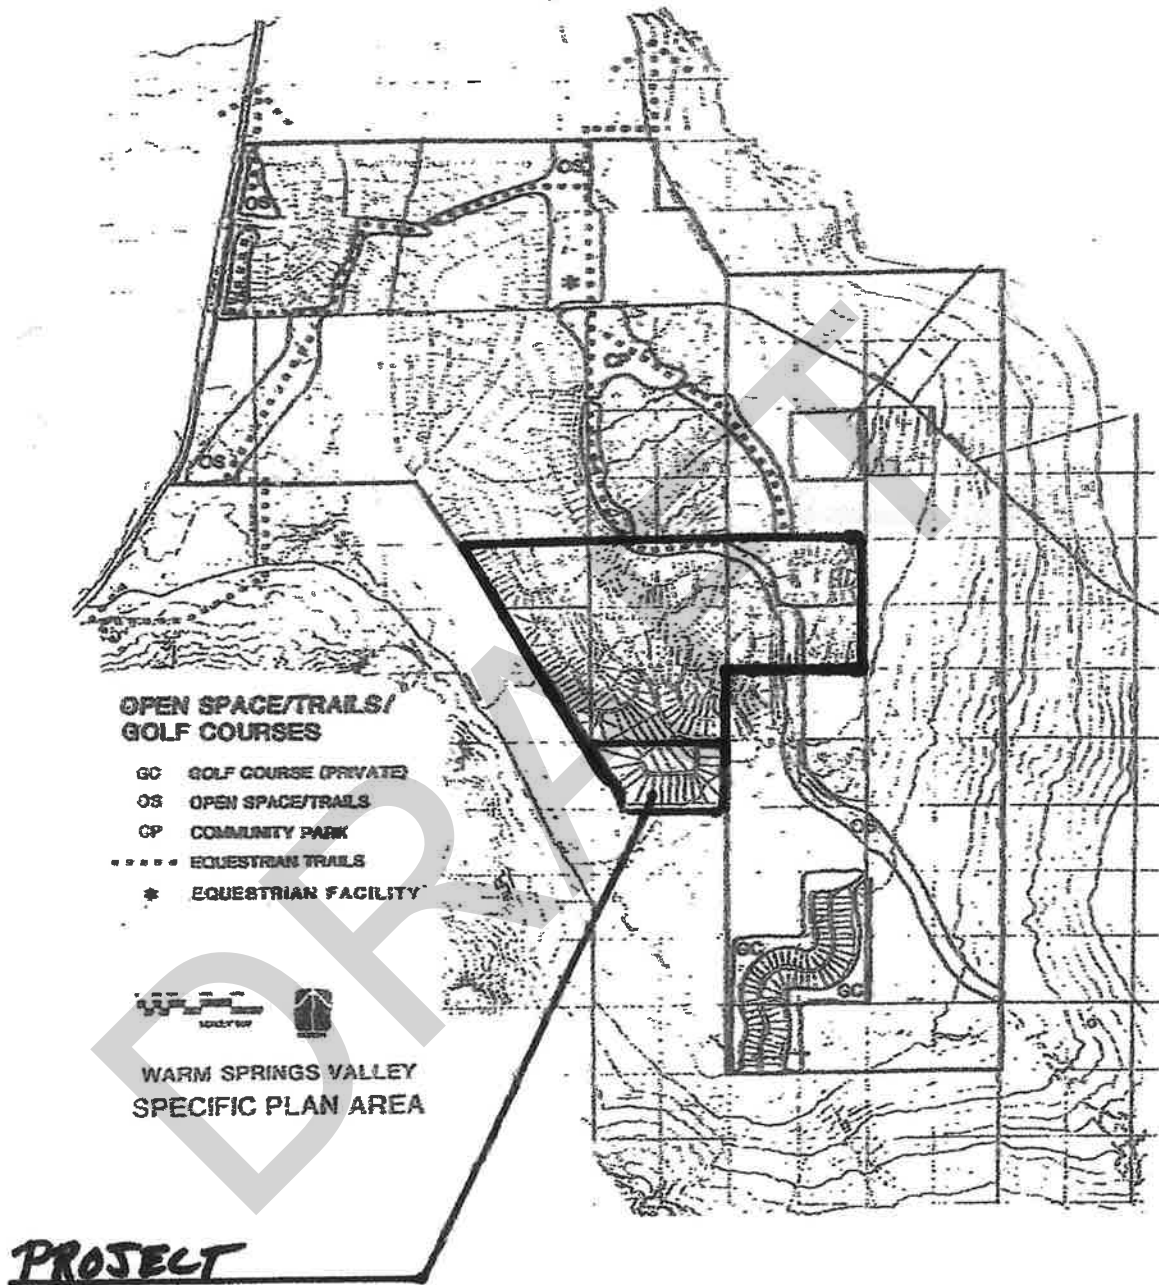 OS
OS
CP
OS
OPEN SPACE/TRAILS/
GOLF COURSES
GC GOLF COURSE (PRIVATE)
OS OPEN SPACE/TRAILS
CP COMMUNITY PARK
EQUESTRIAN TRAILS
* EQUESTRIAN FACILITY
OS
GC
GC
WARM SPRINGS VALLEY
SPECIFIC PLAN AREA
PROJECT
DRAFT